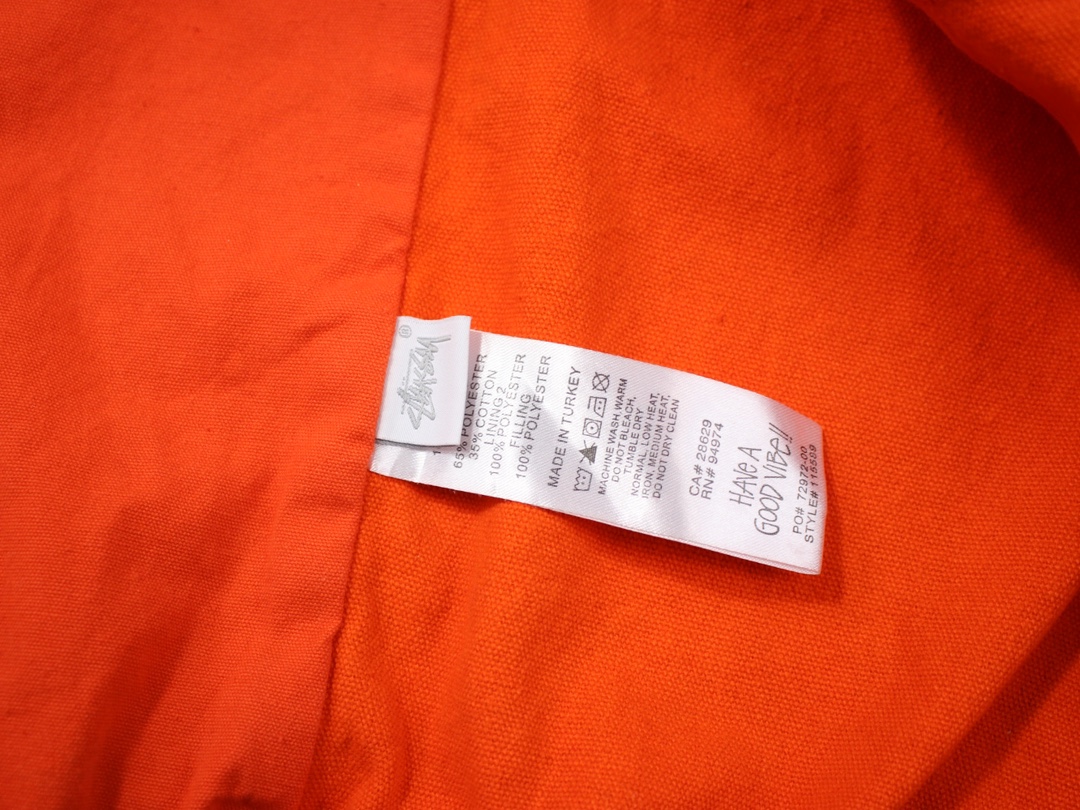 STÜSSY
®
65% POLYESTER
35% COTTON
LINING 2
100% POLYESTER
FILLING
100% POLYESTER
MADE IN TURKEY
MACHINE WASH WARM
DO NOT BLEACH,
TUMBLE DRY
NORMAL, LOW HEAT,
IRON, MEDIUM HEAT,
DO NOT DRY CLEAN
CA# 28629
RN# 94974
HAVE A
GOOD VIBE!!
PO# 72972-00
STYLE# 115589